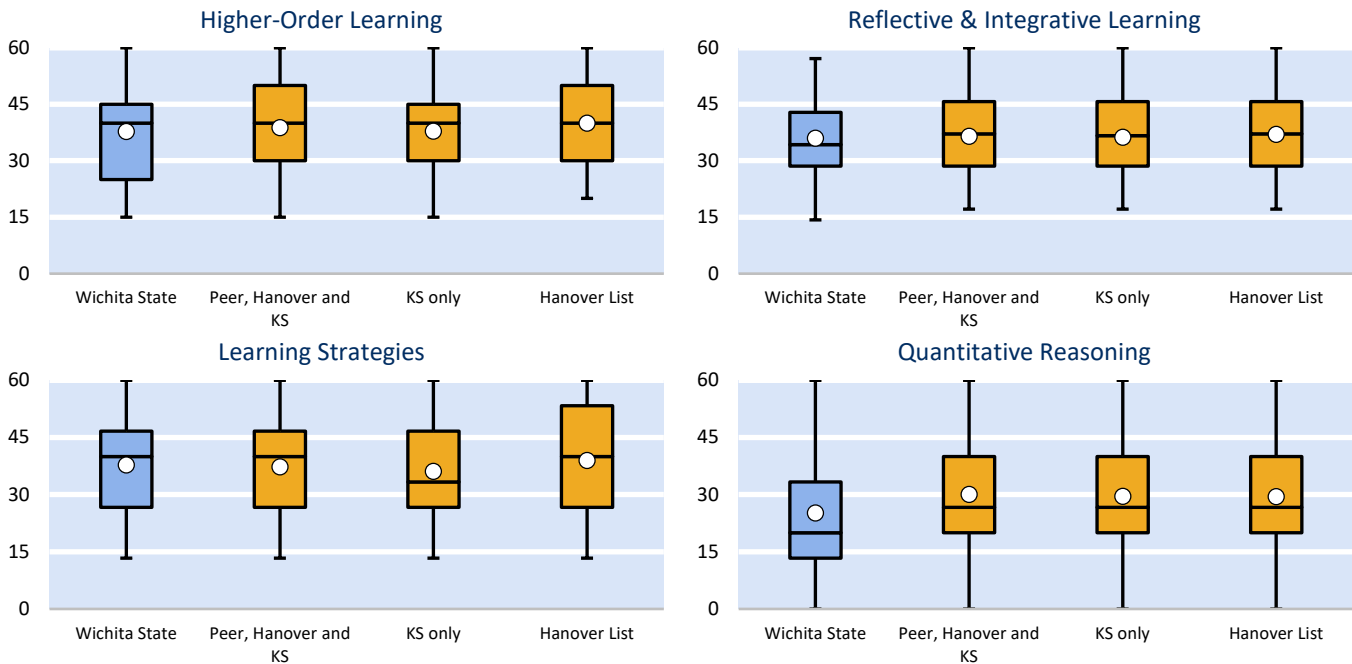 Higher-Order Learning
60
45
30
15
0
Wichita State
Peer, Hanover and
KS
KS only
Hanover List
Reflective & Integrative Learning
60
45
30
15
0
Wichita State
Peer, Hanover and
KS
KS only
Hanover List
Learning Strategies
60
45
30
15
0
Wichita State
Peer, Hanover and
KS
KS only
Hanover List
Quantitative Reasoning
60
45
30
15
0
Wichita State
Peer, Hanover and
KS
KS only
Hanover List